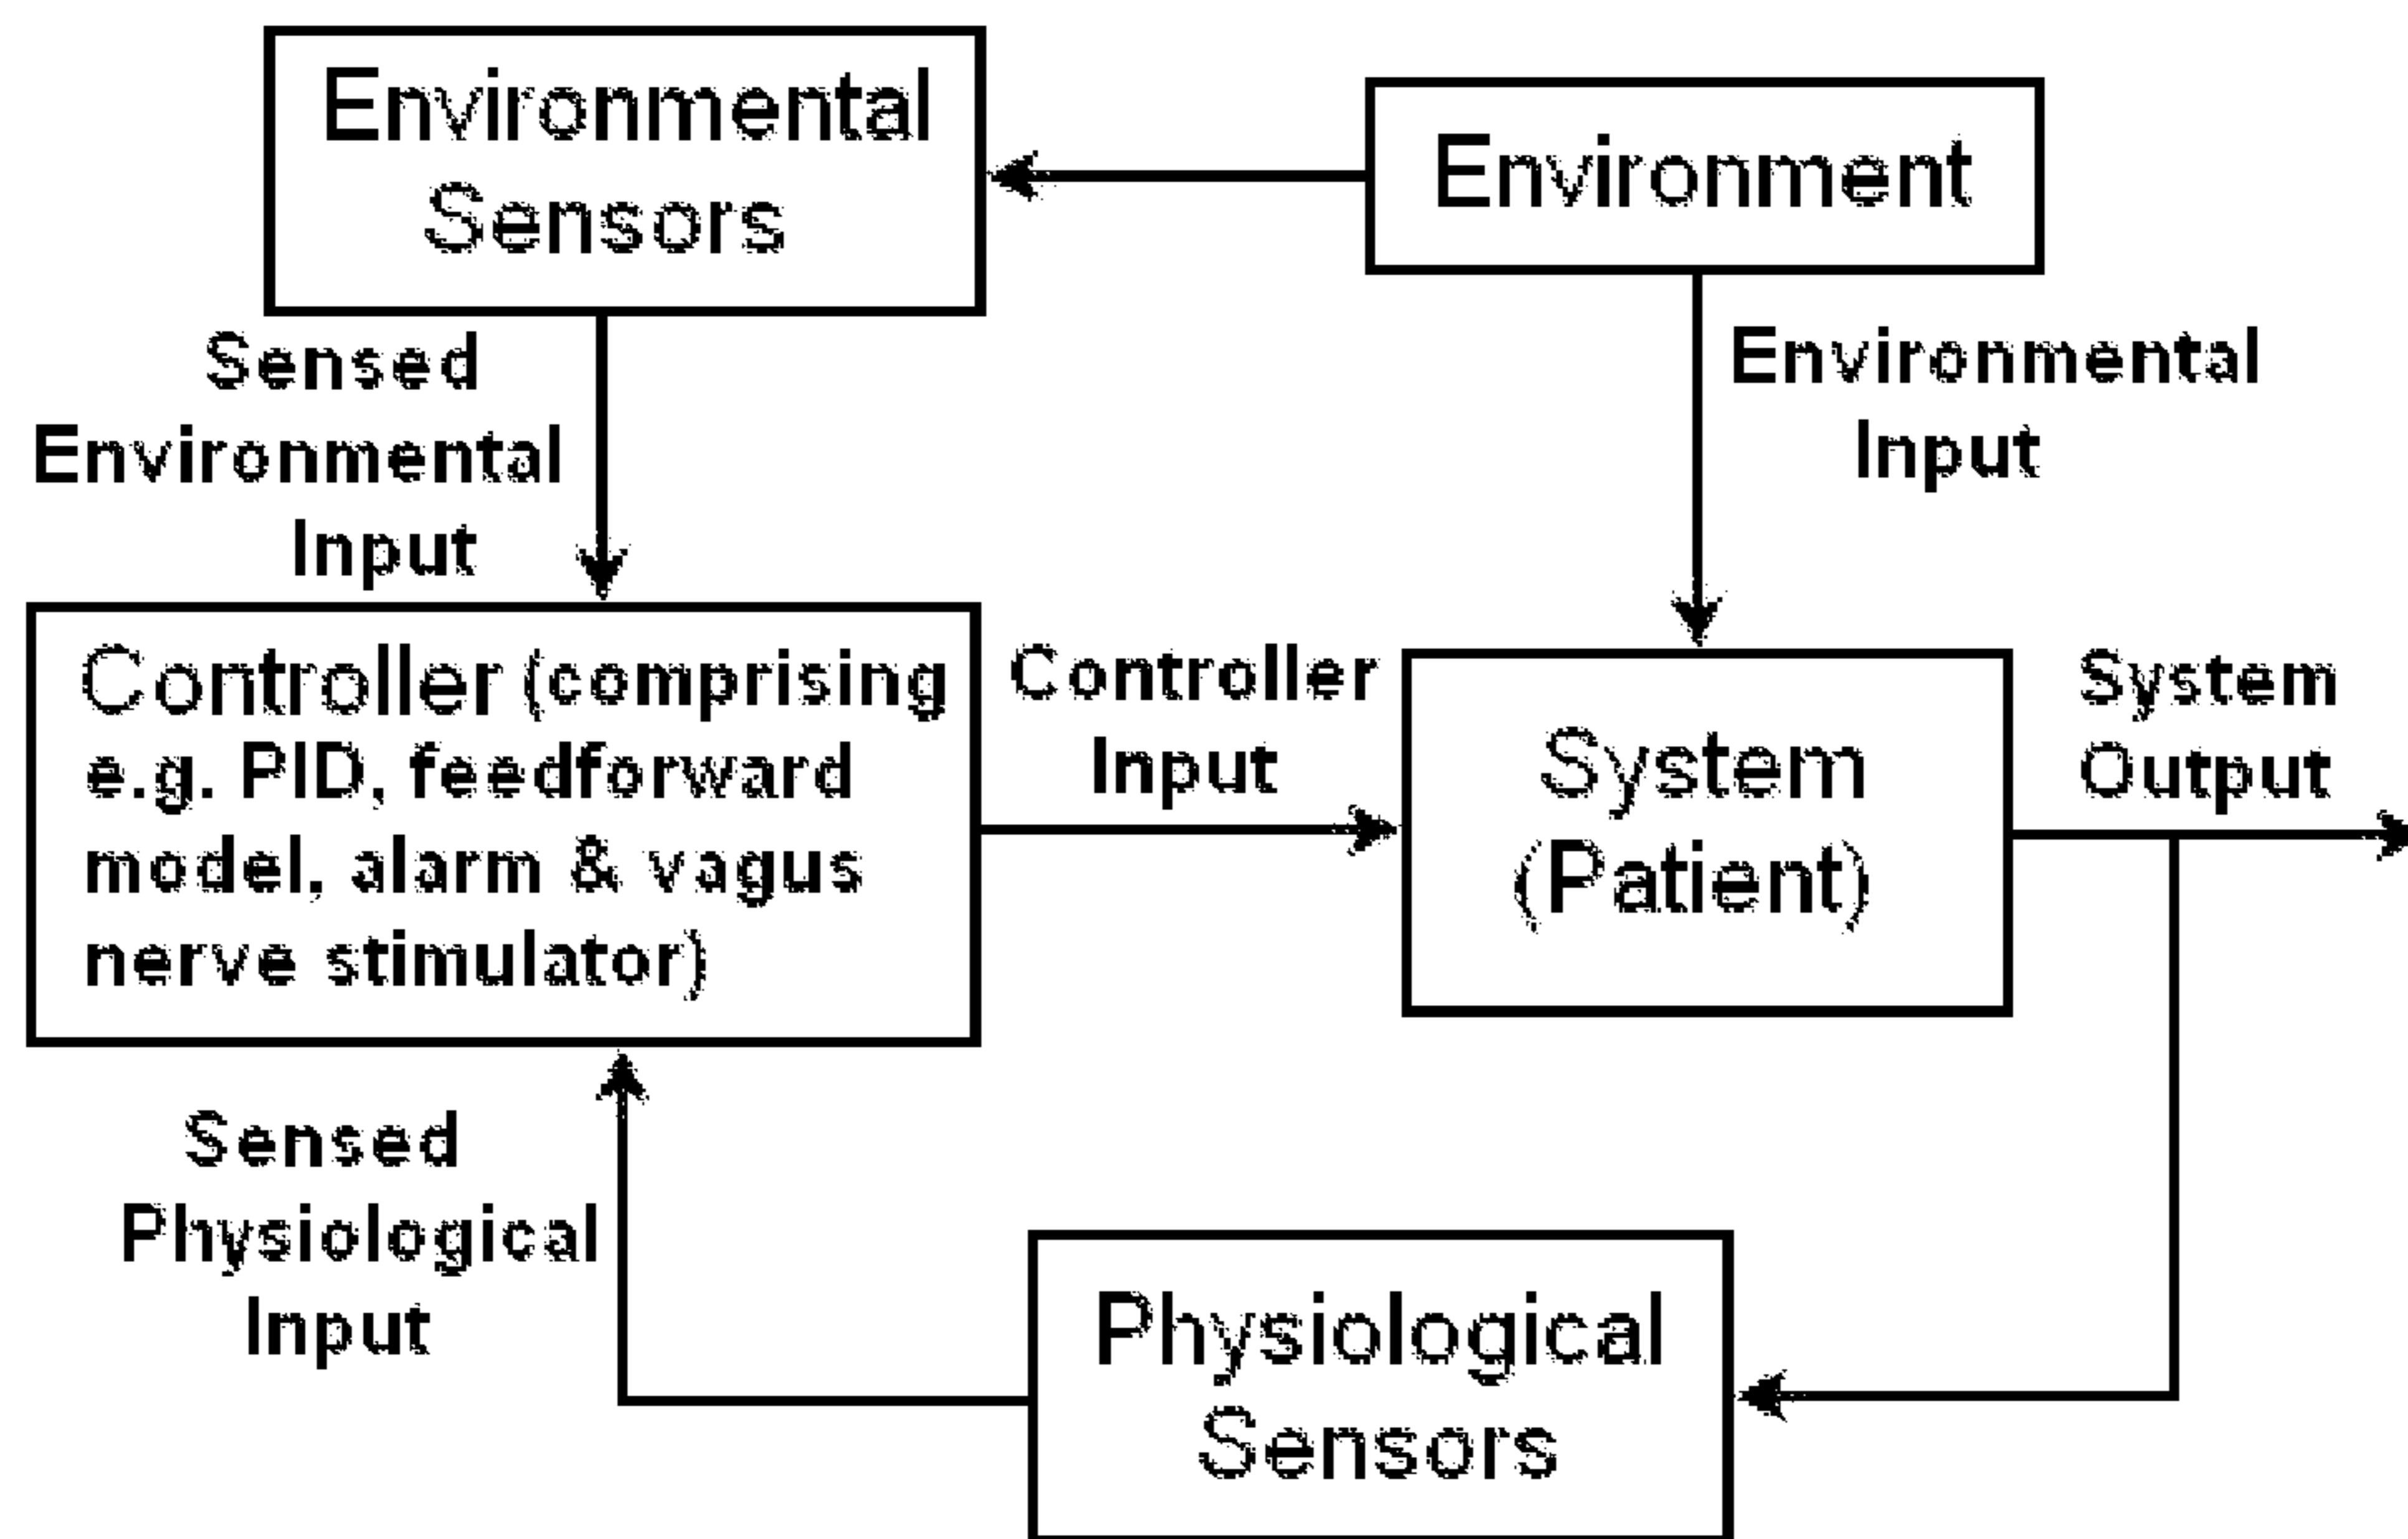 Environmental
Sensors
Environment
Sensed
Environmental
Input
Environmental
Input
Controller (comprising
e.g. PID, feedforward
model, alarm & vagus
nerve stimulator)
Controller
Input
System
(Patient)
System
Output
Sensed
Physiological
Input
Physiological
Sensors